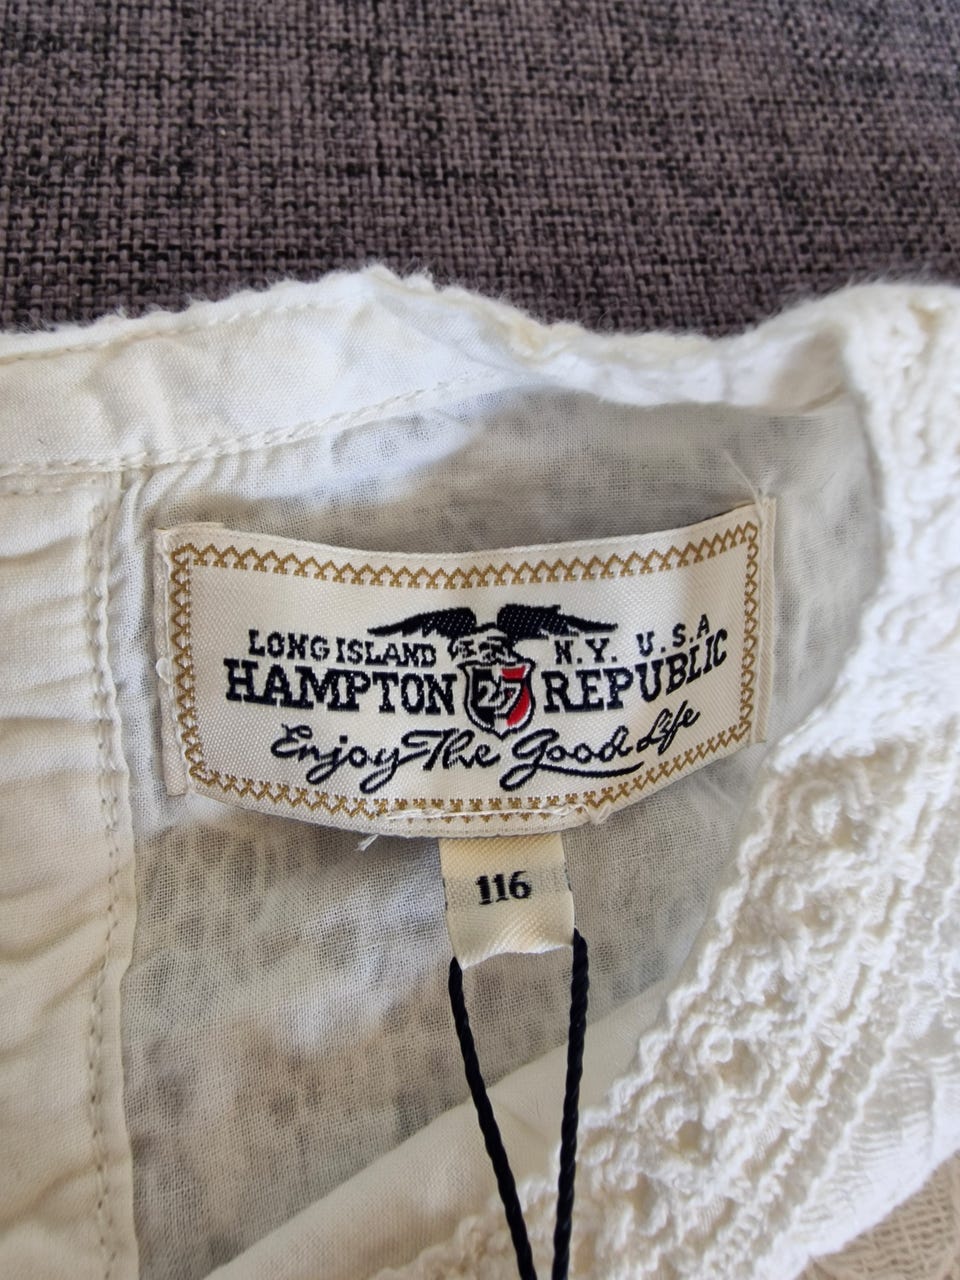 LONG ISLAND N.Y. U.S.A
HAMPTON 27 REPUBLIC
Enjoy The Good Life
116